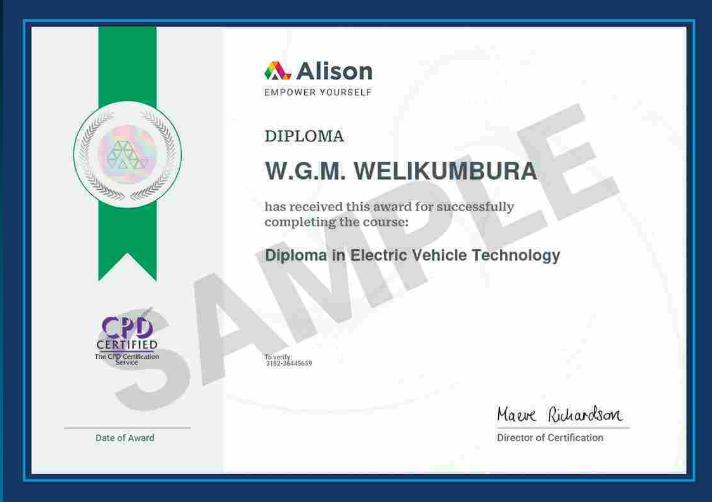 Alison
EMPOWER YOURSELF
DIPLOMA
W.G.M. WELIKUMBURA
has received this award for successfully
completing the course:
Diploma in Electric Vehicle Technology
SAMPLE
CPD
CERTIFIED
The CPD Certification
Service
To verify:
3182-36445659
Maeve Richardson
Date of Award
Director of Certification